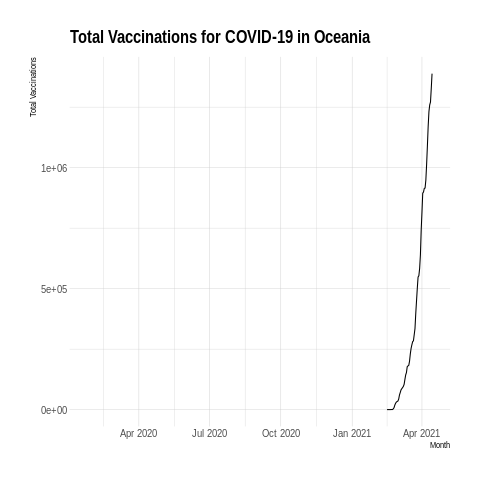 Total Vaccinations for COVID-19 in Oceania
Total Vaccinations
1e+06
5e+05
0e+00
Apr 2020 Jul 2020 Oct 2020 Jan 2021 Apr 2021
Month